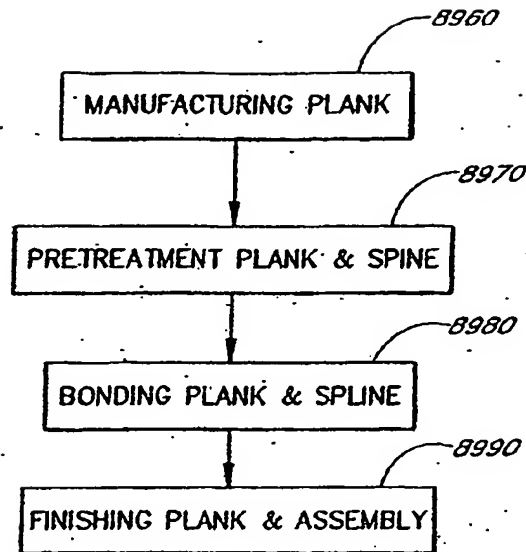 8960
MANUFACTURING PLANK
8970
PRETREATMENT PLANK & SPINE
8980
BONDING PLANK & SPLINE
8990
FINISHING PLANK & ASSEMBLY